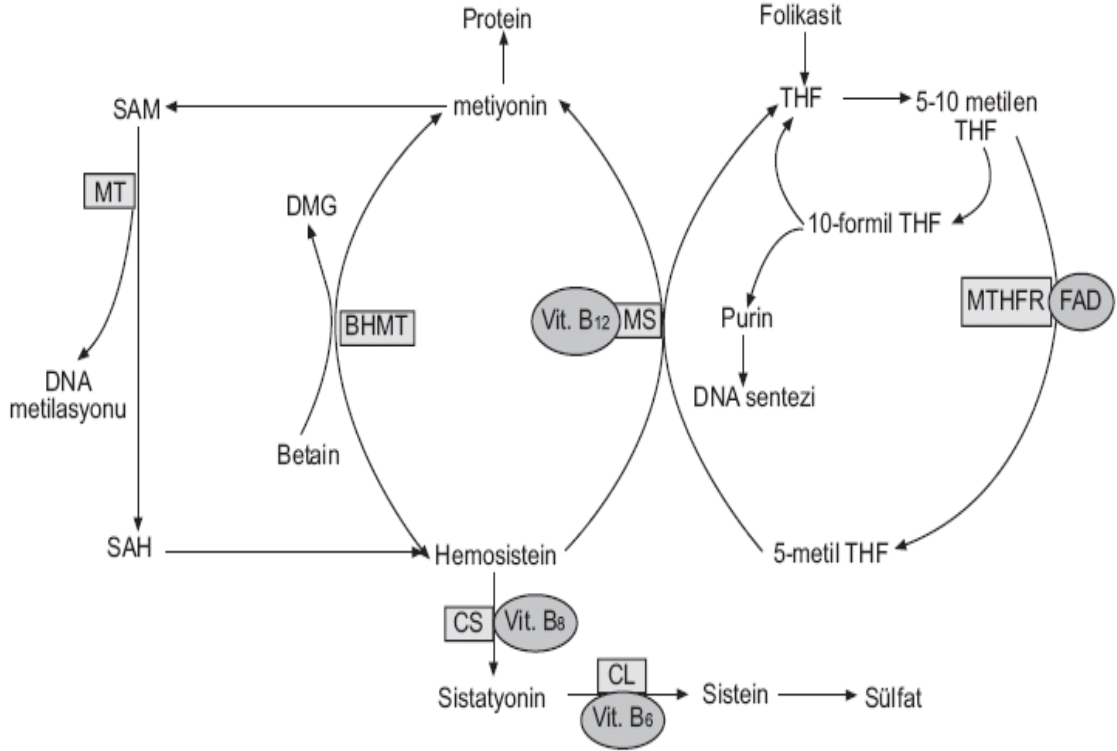 Protein
Folikasit
SAM
metiyonin
THF
5-10 metilen
THF
MT
DMG
10-formil THF
BHMT
Vit. B12
MS
Purin
MTHFR
FAD
DNA
metilasyonu
DNA sentezi
Betain
SAH
Hemosistein
5-metil THF
CS
Vit. B8
CL
Sistatyonin
Sistein
Sülfat
Vit. B6